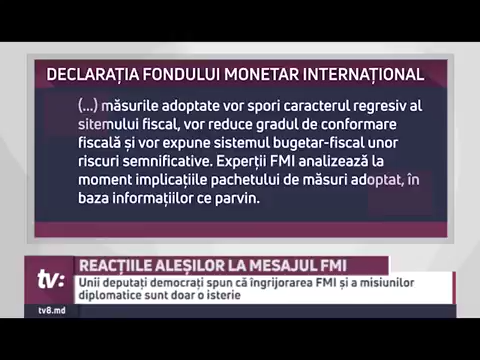 DECLARAȚIA FONDULUI MONETAR INTERNAȚIONAL
(...) măsurile adoptate vor spori caracterul regresiv al
sitemului fiscal, vor reduce gradul de conformare
fiscală și vor expune sistemul bugetar-fiscal unor
riscuri semnificative. Experții FMI analizează la
moment implicațiile pachetului de măsuri adoptat, în
baza informațiilor ce parvin.
tv:
REACȚIILE ALEȘILOR LA MESAJUL FMI
Unii deputați democrați spun că îngrijorarea FMI și a misiunilor
diplomatice sunt doar o isterie
tv8.md